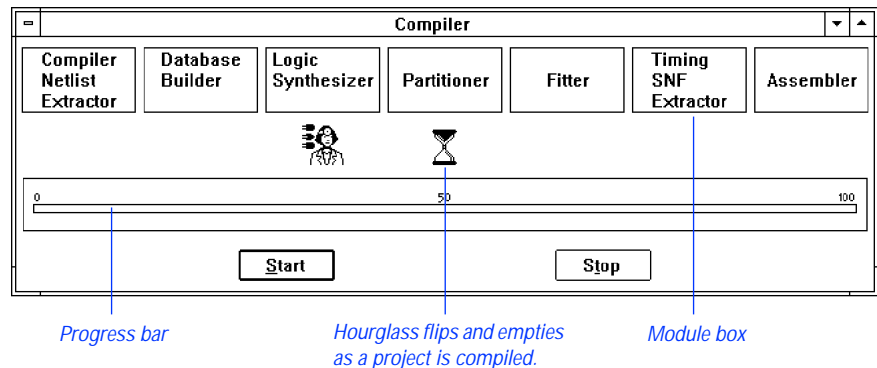 Compiler
Compiler
Netlist
Extractor
Database
Builder
Logic
Synthesizer
Partitioner
Fitter
Timing
SNF
Extractor
Assembler
0 50 100
Start Stop
Progress bar
Hourglass flips and empties
as a project is compiled.
Module box